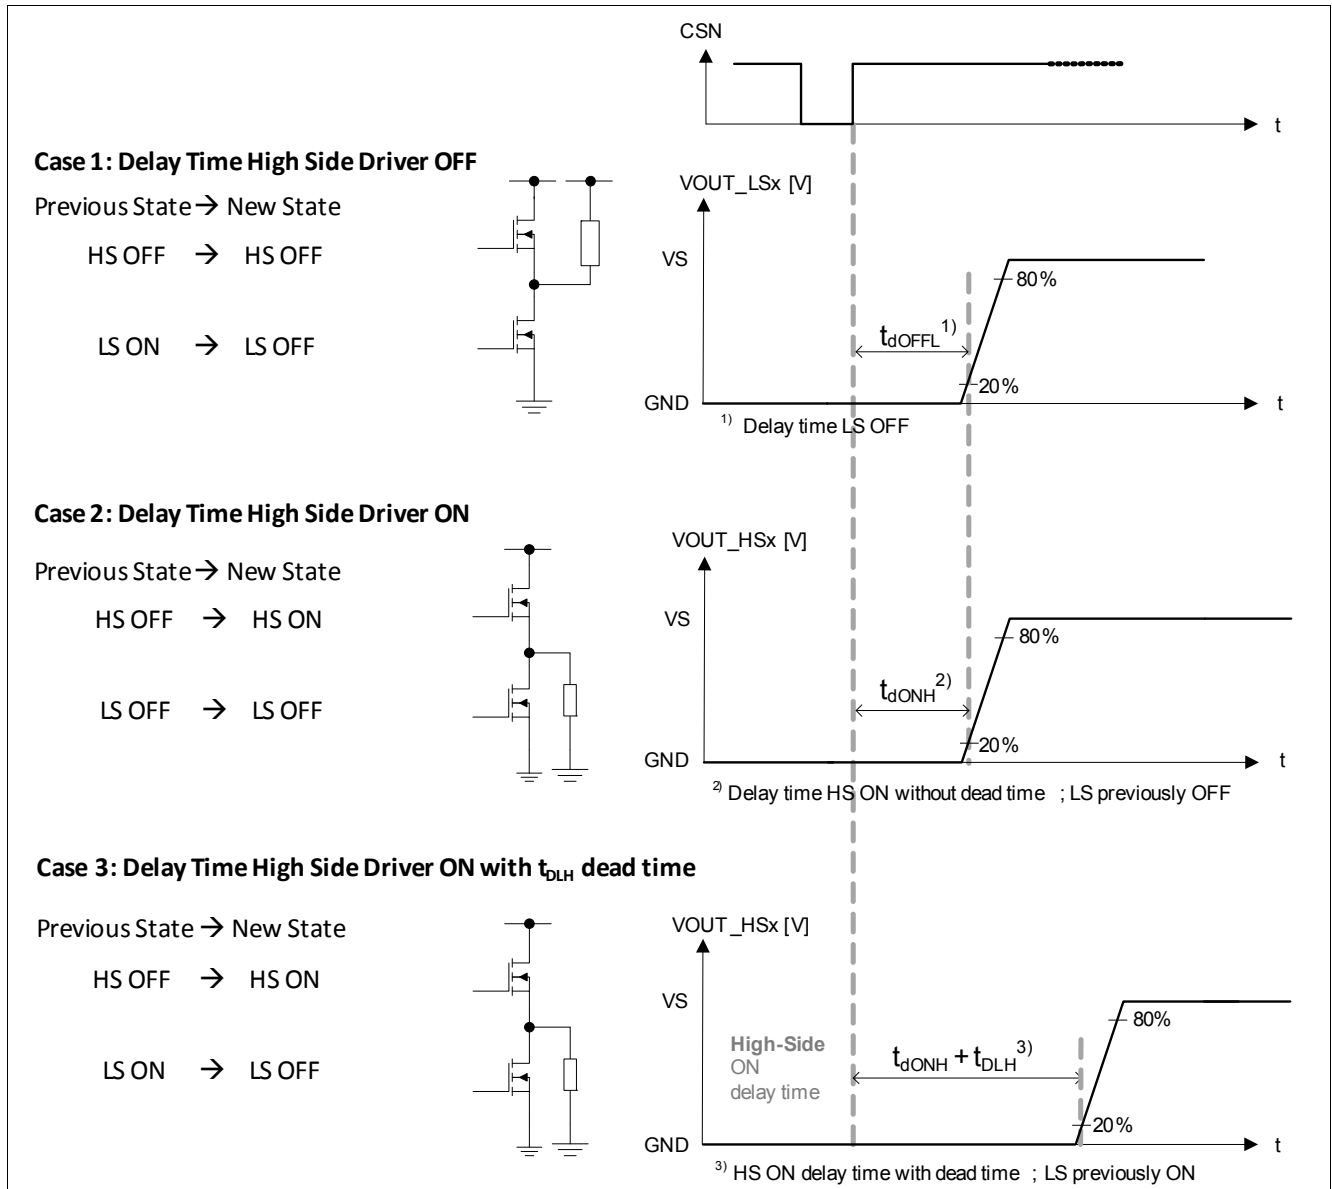 CSN
t
Case 1: Delay Time High Side Driver OFF
Previous State → New State
HS OFF → HS OFF
LS ON → LS OFF
VOUT_LSx [V]
VS
80%
tdOFFL1)
20%
GND
t
1) Delay time LS OFF
Case 2: Delay Time High Side Driver ON
Previous State → New State
HS OFF → HS ON
LS OFF → LS OFF
VOUT_HSx [V]
VS
80%
tdONH2)
20%
GND
t
2) Delay time HS ON without dead time ; LS previously OFF
Case 3: Delay Time High Side Driver ON with tDLH dead time
Previous State → New State
HS OFF → HS ON
LS ON → LS OFF
VOUT_HSx [V]
VS
80%
High-Side
ON
delay time
tdONH + tDLH3)
20%
GND
t
3) HS ON delay time with dead time ; LS previously ON